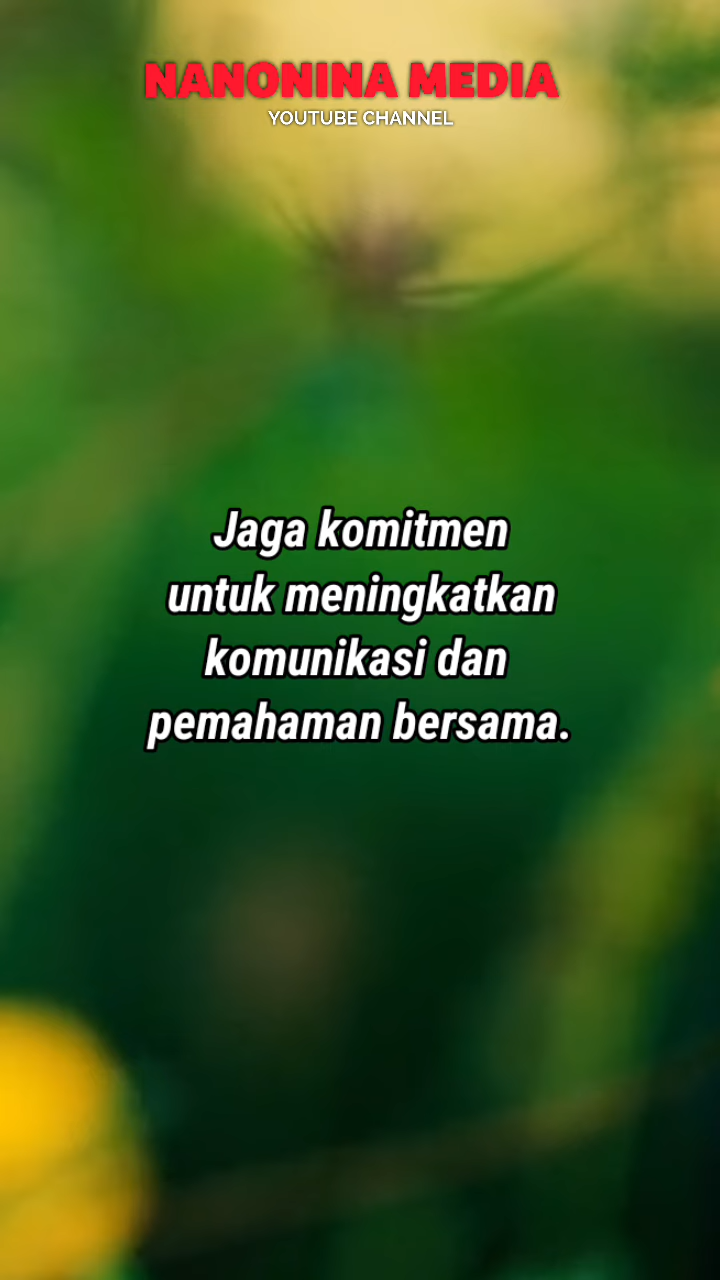 NANONINA MEDIA
YOUTUBE CHANNEL
Jaga komitmen
untuk meningkatkan
komunikasi dan
pemahaman bersama.